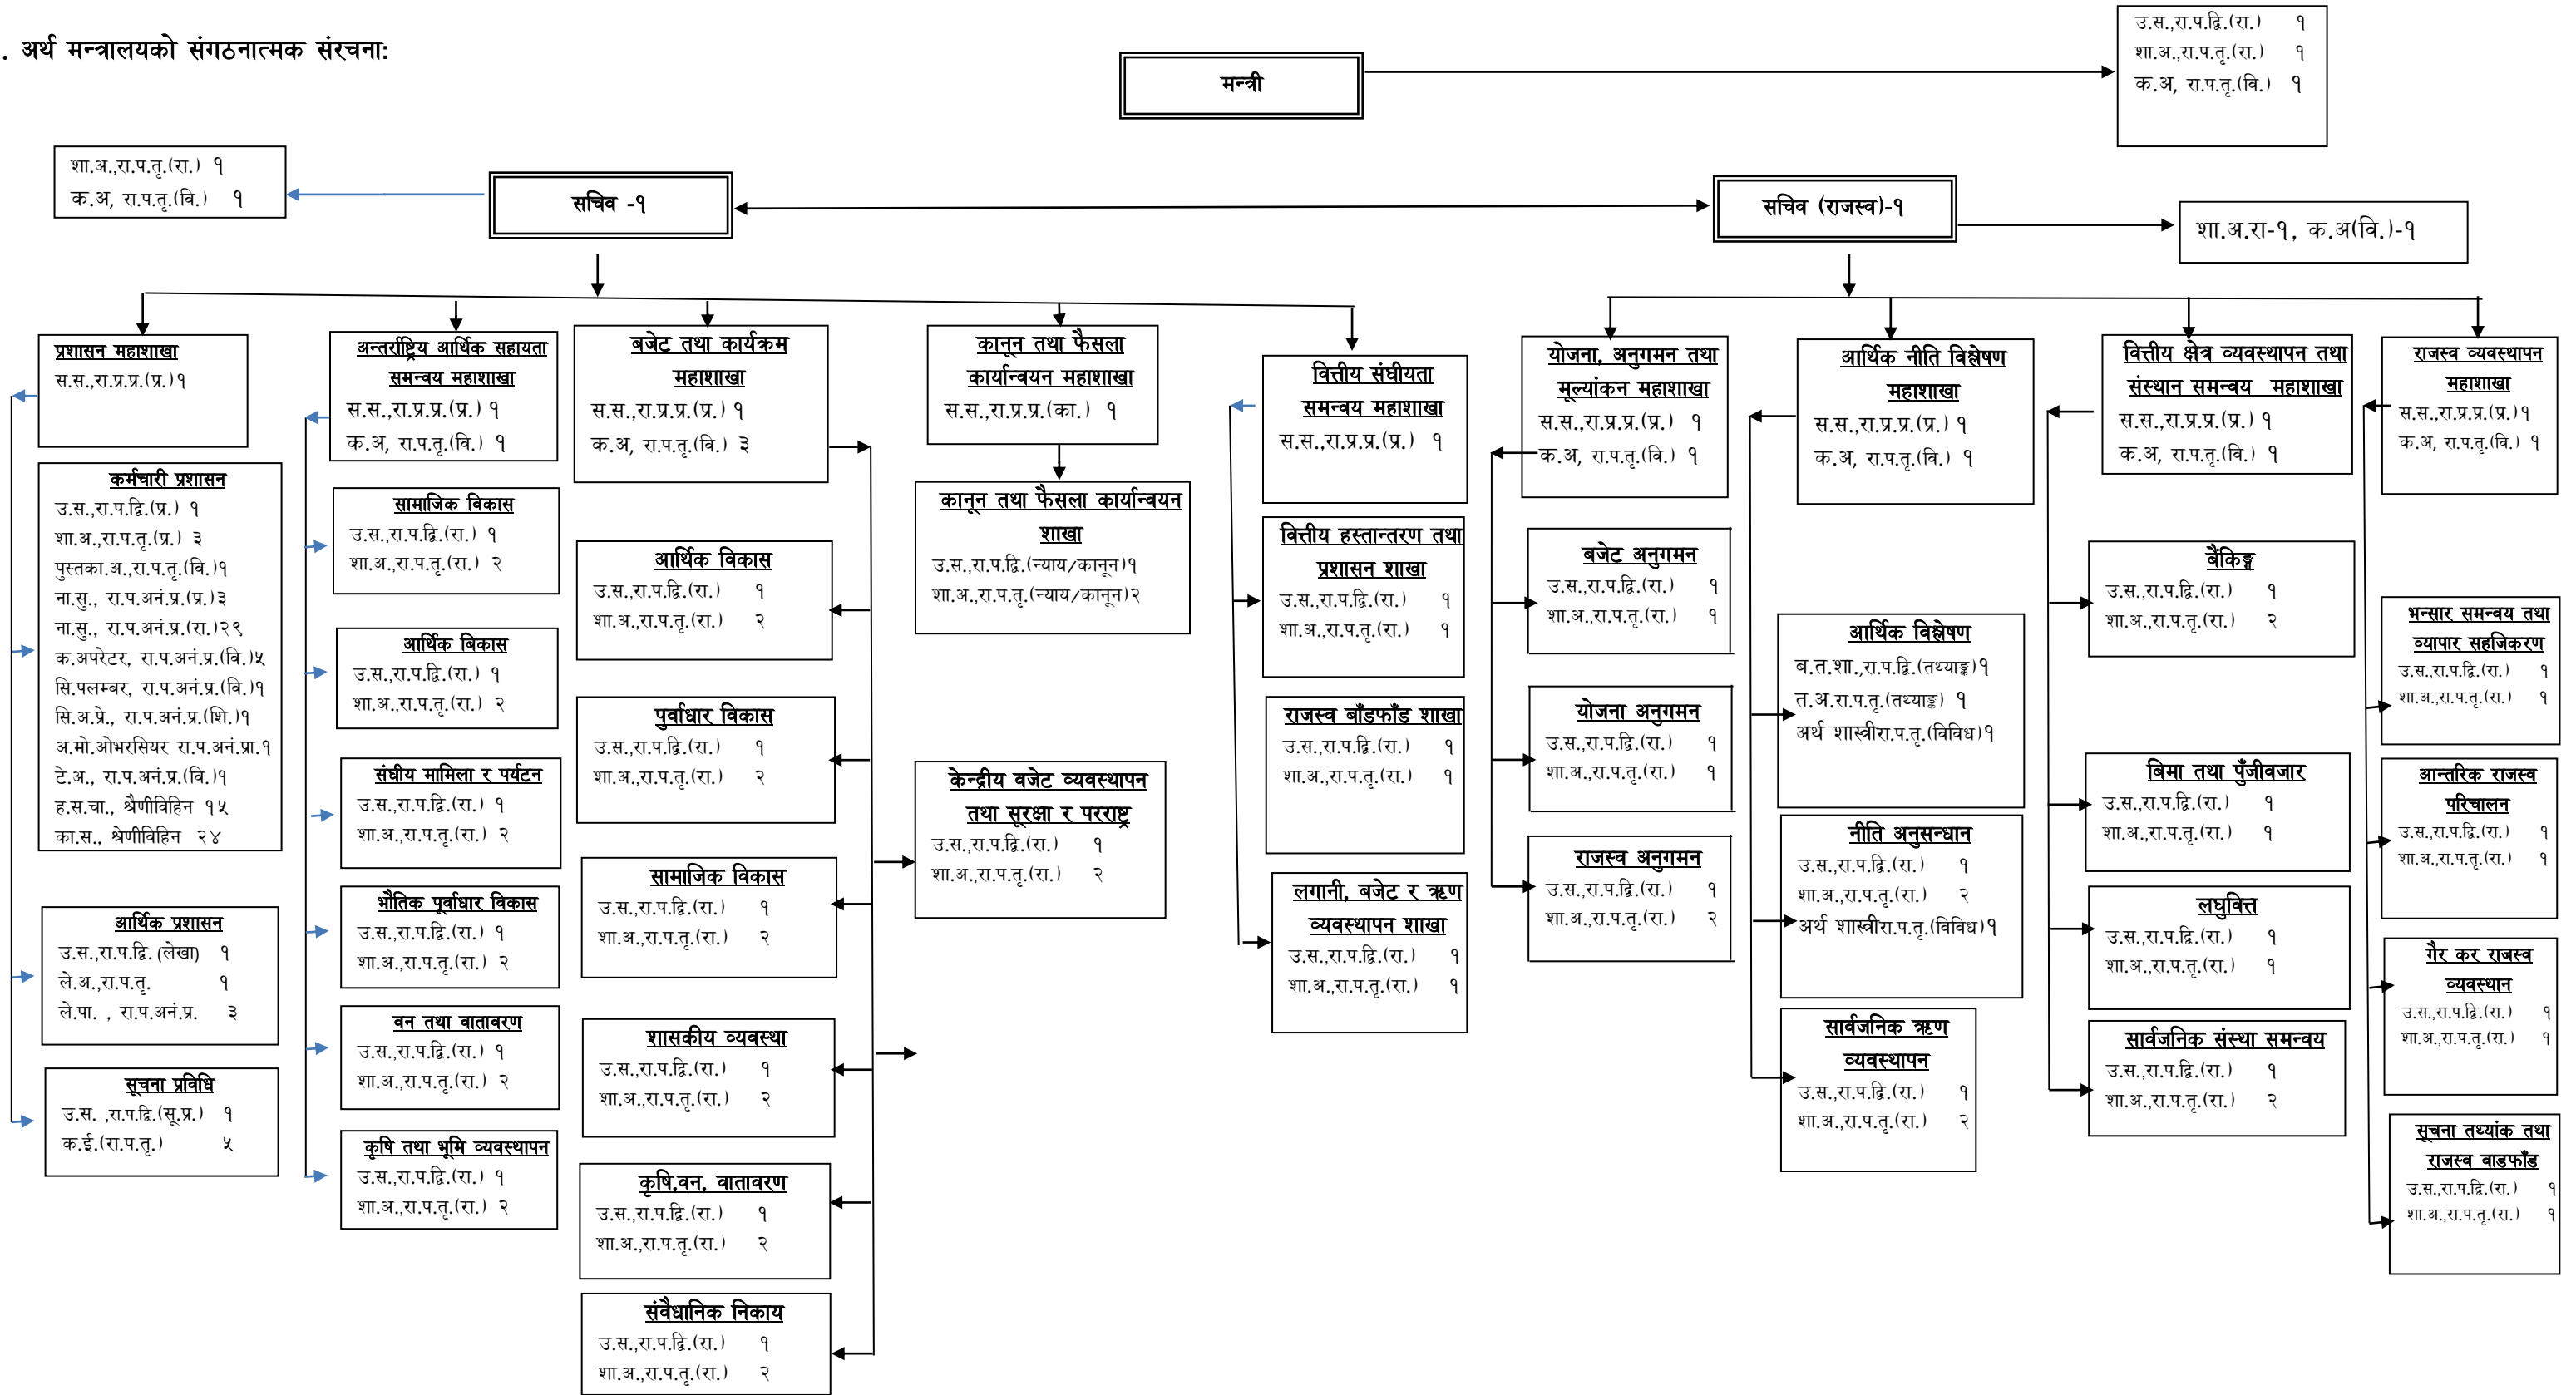 . अर्थ मन्त्रालयको संगठनात्मक संरचना:
मन्त्री
उ.स.,रा.प.द्वि.(रा.) १
शा.अ.,रा.प.तृ.(रा.) १
क.अ, रा.प.तृ.(वि.) १
शा.अ.,रा.प.तृ.(रा.) १
क.अ, रा.प.तृ.(वि.) १
सचिव -१
सचिव (राजस्व)-१
शा.अ.रा-१, क.अ(वि.)-१
प्रशासन महाशाखा
स.स.,रा.प्र.प्र.(प्र.)१
कर्मचारी प्रशासन
उ.स.,रा.प.द्वि.(प्र.) १
शा.अ.,रा.प.तृ.(प्र.) ३
पुस्तका.अ.,रा.प.तृ.(वि.)१
ना.सु., रा.प.अनं.प्र.(प्र.)३
ना.सु., रा.प.अनं.प्र.(रा.)२९
क.अपरेटर, रा.प.अनं.प्र.(वि.)५
सि.पलम्बर, रा.प.अनं.प्र.(वि.)१
सि.अ.प्रे., रा.प.अनं.प्र.(शि.)१
अ.मो.ओभरसियर रा.प.अनं.प्रा.१
टे.अ., रा.प.अनं.प्र.(वि.)१
ह.स.चा., श्रैणीविहिन १५
का.स., श्रेणीविहिन २४
आर्थिक प्रशासन
उ.स.,रा.प.द्वि. (लेखा) १
ले.अ.,रा.प.तृ. १
ले.पा. , रा.प.अनं.प्र. ३
सूचना प्रविधि
उ.स. ,रा.प.द्वि.(सू.प्र.) १
क.ई.(रा.प.तृ.) ५
अन्तर्राष्ट्रिय आर्थिक सहायता
समन्वय महाशाखा
स.स.,रा.प्र.प्र.(प्र.) १
क.अ, रा.प.तृ.(वि.) १
सामाजिक विकास
उ.स.,रा.प.द्वि.(रा.) १
शा.अ.,रा.प.तृ.(रा.) २
आर्थिक बिकास
उ.स.,रा.प.द्वि.(रा.) १
शा.अ.,रा.प.तृ.(रा.) २
संघीय मामिला र पर्यटन
उ.स.,रा.प.द्वि.(रा.) १
शा.अ.,रा.प.तृ.(रा.) २
भौतिक पूर्वाधार विकास
उ.स.,रा.प.द्वि.(रा.) १
शा.अ.,रा.प.तृ.(रा.) २
वन तथा वातावरण
उ.स.,रा.प.द्वि.(रा.) १
शा.अ.,रा.प.तृ.(रा.) २
कृषि तथा भूमि व्यवस्थापन
उ.स.,रा.प.द्वि.(रा.) १
शा.अ.,रा.प.तृ.(रा.) २
बजेट तथा कार्यक्रम
महाशाखा
स.स.,रा.प्र.प्र.(प्र.) १
क.अ, रा.प.तृ.(वि.) ३
आर्थिक विकास
उ.स.,रा.प.द्वि.(रा.) १
शा.अ.,रा.प.तृ.(रा.) २
पुर्वाधार विकास
उ.स.,रा.प.द्वि.(रा.) १
शा.अ.,रा.प.तृ.(रा.) २
सामाजिक विकास
उ.स.,रा.प.द्वि.(रा.) १
शा.अ.,रा.प.तृ.(रा.) २
शासकीय व्यवस्था
उ.स.,रा.प.द्वि.(रा.) १
शा.अ.,रा.प.तृ.(रा.) २
कृषि,वन, वातावरण
उ.स.,रा.प.द्वि.(रा.) १
शा.अ.,रा.प.तृ.(रा.) २
संवैधानिक निकाय
उ.स.,रा.प.द्वि.(रा.) १
शा.अ.,रा.प.तृ.(रा.) २
कानून तथा फैसला
कार्यान्वयन महाशाखा
स.स.,रा.प्र.प्र.(का.) १
कानून तथा फैसला कार्यान्वयन
शाखा
उ.स.,रा.प.द्वि.(न्याय/कानून)१
शा.अ.,रा.प.तृ.(न्याय/कानून)२
केन्द्रीय वजेट व्यवस्थापन
तथा सूरक्षा र परराष्ट्र
उ.स.,रा.प.द्वि.(रा.) १
शा.अ.,रा.प.तृ.(रा.) २
वित्तीय संघीयता
समन्वय महाशाखा
स.स.,रा.प्र.प्र.(प्र.) १
वित्तीय हस्तान्तरण तथा
प्रशासन शाखा
उ.स.,रा.प.द्वि.(रा.) १
शा.अ.,रा.प.तृ.(रा.) १
राजस्व बाँडफाँड शाखा
उ.स.,रा.प.द्वि.(रा.) १
शा.अ.,रा.प.तृ.(रा.) १
लगानी, बजेट र ऋण
व्यवस्थापन शाखा
उ.स.,रा.प.द्वि.(रा.) १
शा.अ.,रा.प.तृ.(रा.) १
योजना, अनुगमन तथा
मूल्यांकन महाशाखा
स.स.,रा.प्र.प्र.(प्र.) १
क.अ, रा.प.तृ.(वि.) १
बजेट अनुगमन
उ.स.,रा.प.द्वि.(रा.) १
शा.अ.,रा.प.तृ.(रा.) १
योजना अनुगमन
उ.स.,रा.प.द्वि.(रा.) १
शा.अ.,रा.प.तृ.(रा.) १
राजस्व अनुगमन
उ.स.,रा.प.द्वि.(रा.) १
शा.अ.,रा.प.तृ.(रा.) २
आर्थिक नीति विश्लेषण
महाशाखा
स.स.,रा.प्र.प्र.(प्र.) १
क.अ, रा.प.तृ.(वि.) १
आर्थिक विश्लेषण
ब.त.शा.,रा.प.द्वि.(तथ्याङ्क)१
त.अ.रा.प.तृ.(तथ्याङ्क) १
अर्थ शास्त्रीरा.प.तृ.(विविध)१
नीति अनुसन्धान
उ.स.,रा.प.द्वि.(रा.) १
शा.अ.,रा.प.तृ.(रा.) २
अर्थ शास्त्रीरा.प.तृ.(विविध)१
सार्वजनिक ऋण
व्यवस्थापन
उ.स.,रा.प.द्वि.(रा.) १
शा.अ.,रा.प.तृ.(रा.) २
वित्तीय क्षेत्र व्यवस्थापन तथा
संस्थान समन्वय महाशाखा
स.स.,रा.प्र.प्र.(प्र.) १
क.अ, रा.प.तृ.(वि.) १
बैंकिङ्ग
उ.स.,रा.प.द्वि.(रा.) १
शा.अ.,रा.प.तृ.(रा.) २
बिमा तथा पुँजीवजार
उ.स.,रा.प.द्वि.(रा.) १
शा.अ.,रा.प.तृ.(रा.) १
लघुवित्त
उ.स.,रा.प.द्वि.(रा.) १
शा.अ.,रा.प.तृ.(रा.) १
सार्वजनिक संस्था समन्वय
उ.स.,रा.प.द्वि.(रा.) १
शा.अ.,रा.प.तृ.(रा.) २
राजस्व व्यवस्थापन
महाशाखा
स.स.,रा.प्र.प्र.(प्र.)१
क.अ, रा.प.तृ.(वि.) १
भन्सार समन्वय तथा
व्यापार सहजिकरण
उ.स.,रा.प.द्वि.(रा.) १
शा.अ.,रा.प.तृ.(रा.) १
आन्तरिक राजस्व
परिचालन
उ.स.,रा.प.द्वि.(रा.) १
शा.अ.,रा.प.तृ.(रा.) १
गैर कर राजस्व
व्यवस्थान
उ.स.,रा.प.द्वि.(रा.) १
शा.अ.,रा.प.तृ.(रा.) १
सूचना तथ्यांक तथा
राजस्व वाडफाँड
उ.स.,रा.प.द्वि.(रा.) १
शा.अ.,रा.प.तृ.(रा.) १